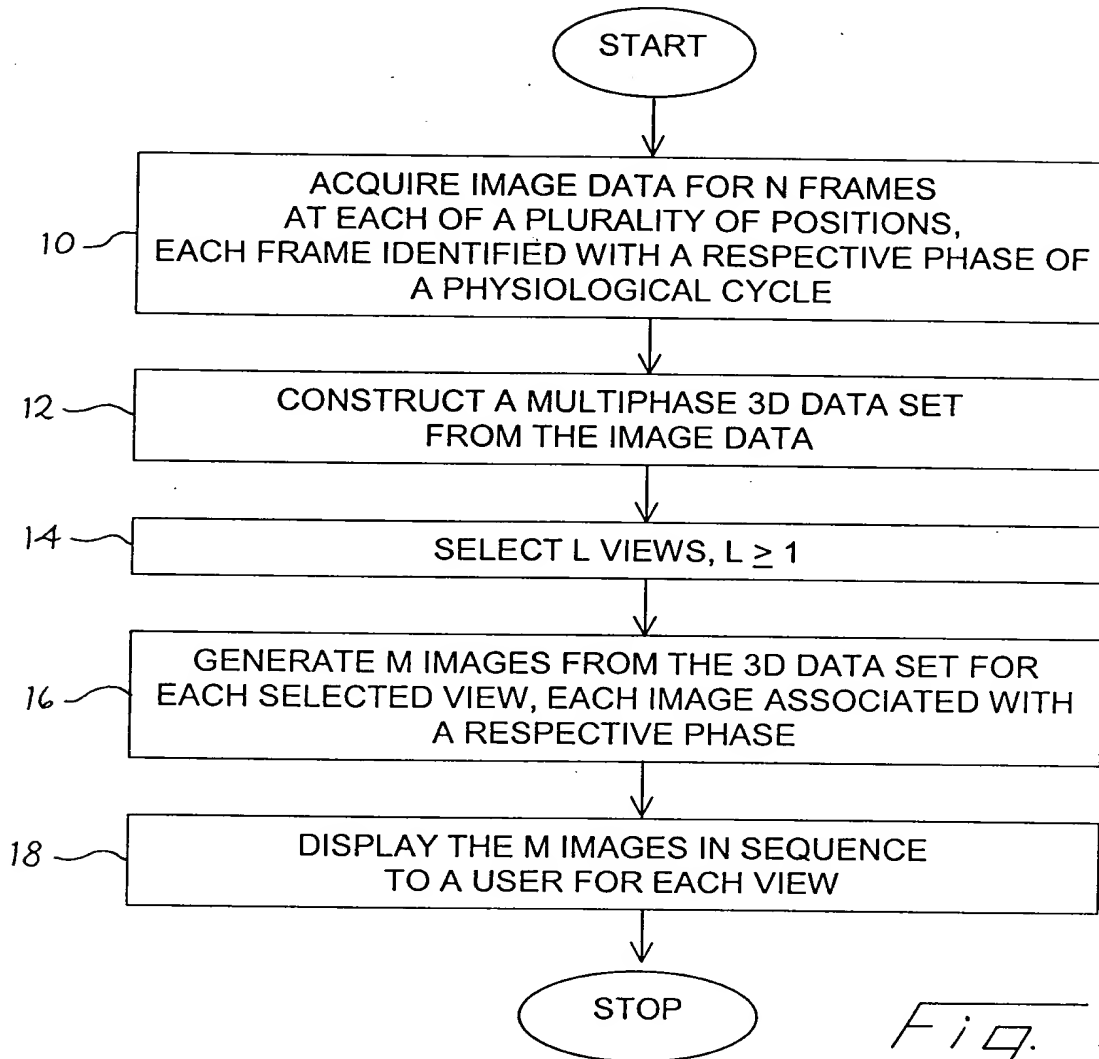 START
10
ACQUIRE IMAGE DATA FOR N FRAMES
AT EACH OF A PLURALITY OF POSITIONS,
EACH FRAME IDENTIFIED WITH A RESPECTIVE PHASE OF
A PHYSIOLOGICAL CYCLE
12
CONSTRUCT A MULTIPHASE 3D DATA SET
FROM THE IMAGE DATA
14
SELECT L VIEWS, L ≥ 1
16
GENERATE M IMAGES FROM THE 3D DATA SET FOR
EACH SELECTED VIEW, EACH IMAGE ASSOCIATED WITH
A RESPECTIVE PHASE
18
DISPLAY THE M IMAGES IN SEQUENCE
TO A USER FOR EACH VIEW
STOP
Fig.